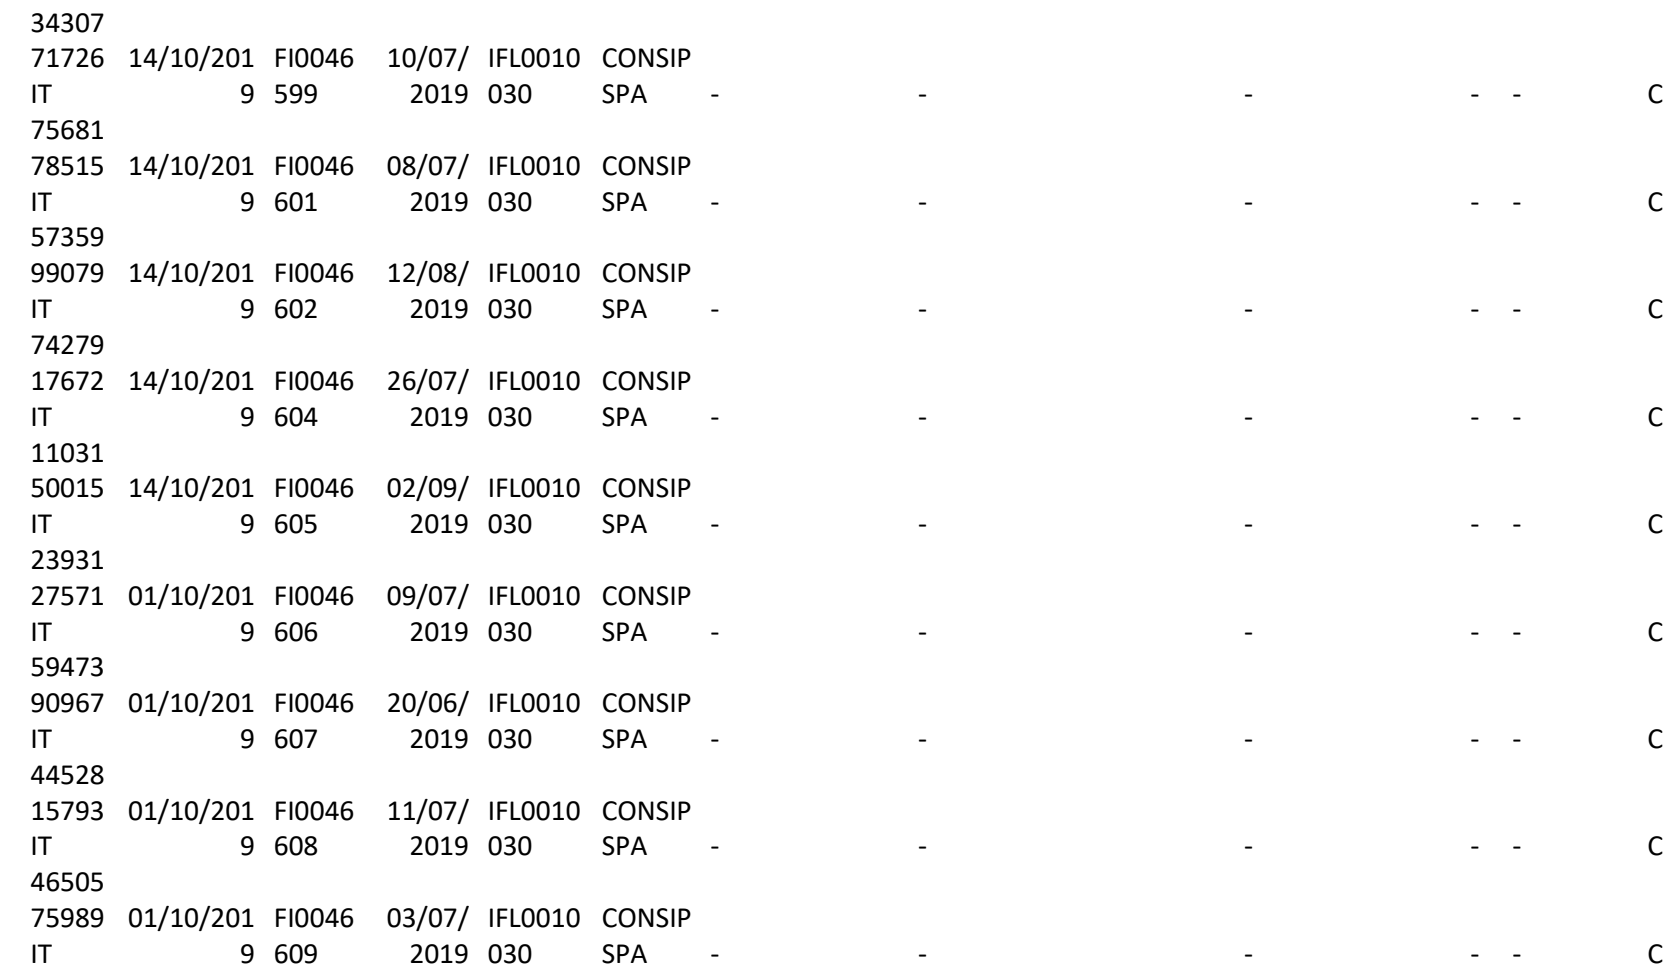 34307
71726 14/10/201 FI0046 10/07/ IFL0010 CONSIP
IT 9 599 2019 030 SPA - - - - - C
75681
78515 14/10/201 FI0046 08/07/ IFL0010 CONSIP
IT 9 601 2019 030 SPA - - - - - C
57359
99079 14/10/201 FI0046 12/08/ IFL0010 CONSIP
IT 9 602 2019 030 SPA - - - - - C
74279
17672 14/10/201 FI0046 26/07/ IFL0010 CONSIP
IT 9 604 2019 030 SPA - - - - - C
11031
50015 14/10/201 FI0046 02/09/ IFL0010 CONSIP
IT 9 605 2019 030 SPA - - - - - C
23931
27571 01/10/201 FI0046 09/07/ IFL0010 CONSIP
IT 9 606 2019 030 SPA - - - - - C
59473
90967 01/10/201 FI0046 20/06/ IFL0010 CONSIP
IT 9 607 2019 030 SPA - - - - - C
44528
15793 01/10/201 FI0046 11/07/ IFL0010 CONSIP
IT 9 608 2019 030 SPA - - - - - C
46505
75989 01/10/201 FI0046 03/07/ IFL0010 CONSIP
IT 9 609 2019 030 SPA - - - - - C